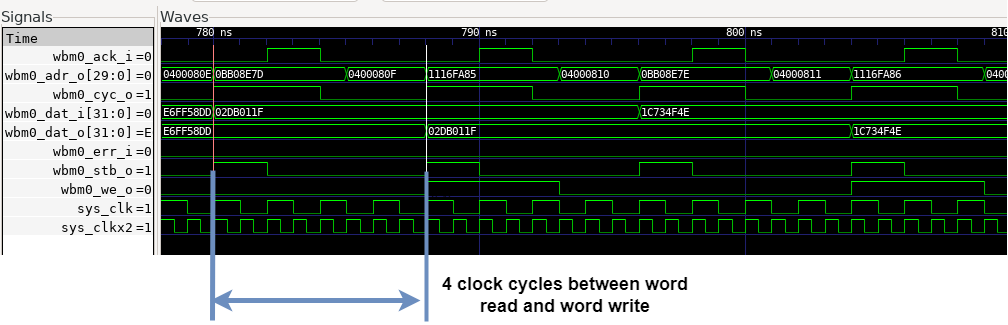 Signals
Waves
Time
780 ns
790 ns
800 ns
810
wbm0_ack_i=0
wbm0_adr_o[29:0]=0
0400080E
0BB08E7D
0400080F
1116FA85
04000810
0BB08E7E
04000811
1116FA86
0400
wbm0_cyc_o=1
wbm0_dat_i[31:0]=0
E6FF58DD
02DB011F
1C734F4E
wbm0_dat_o[31:0]=E
E6FF58DD
02DB011F
1C734F4E
wbm0_err_i=0
wbm0_stb_o=1
wbm0_we_o=0
sys_clk=1
sys_clkx2=1
4 clock cycles between word
read and word write